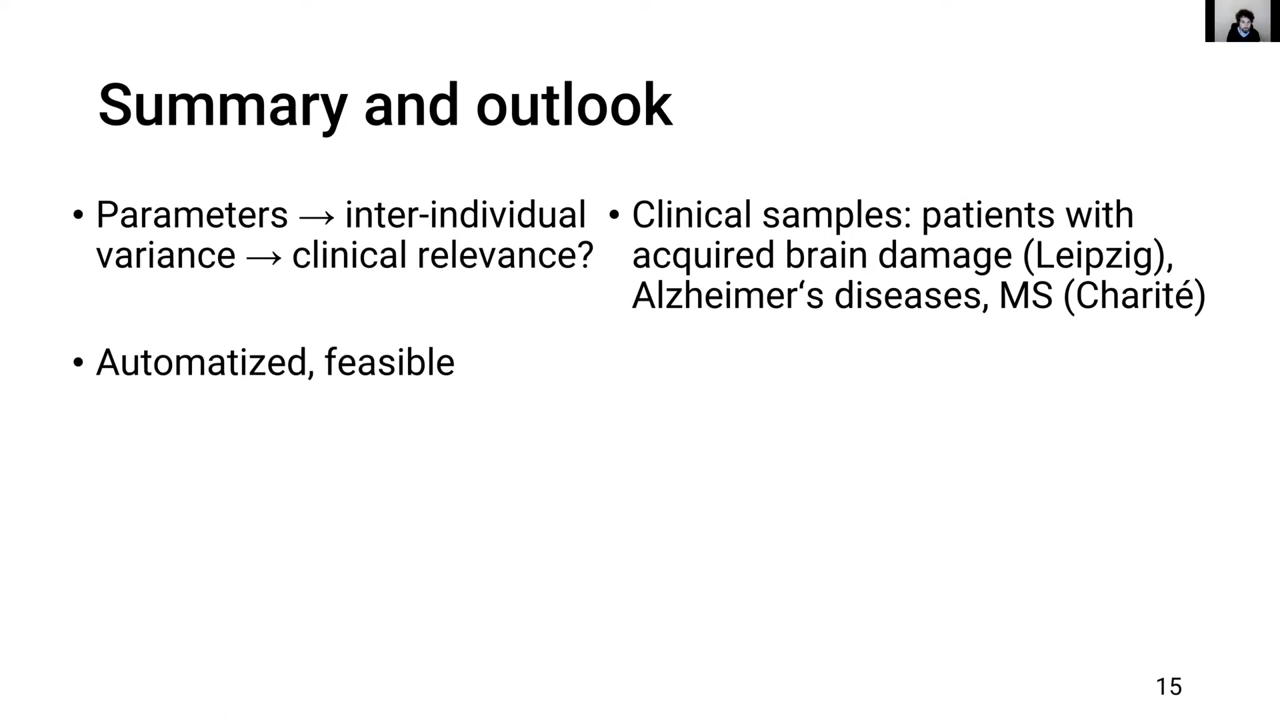 Summary and outlook
• Parameters → inter-individual
variance → clinical relevance?
• Automatized, feasible
• Clinical samples: patients with
acquired brain damage (Leipzig),
Alzheimer‘s diseases, MS (Charité)
15